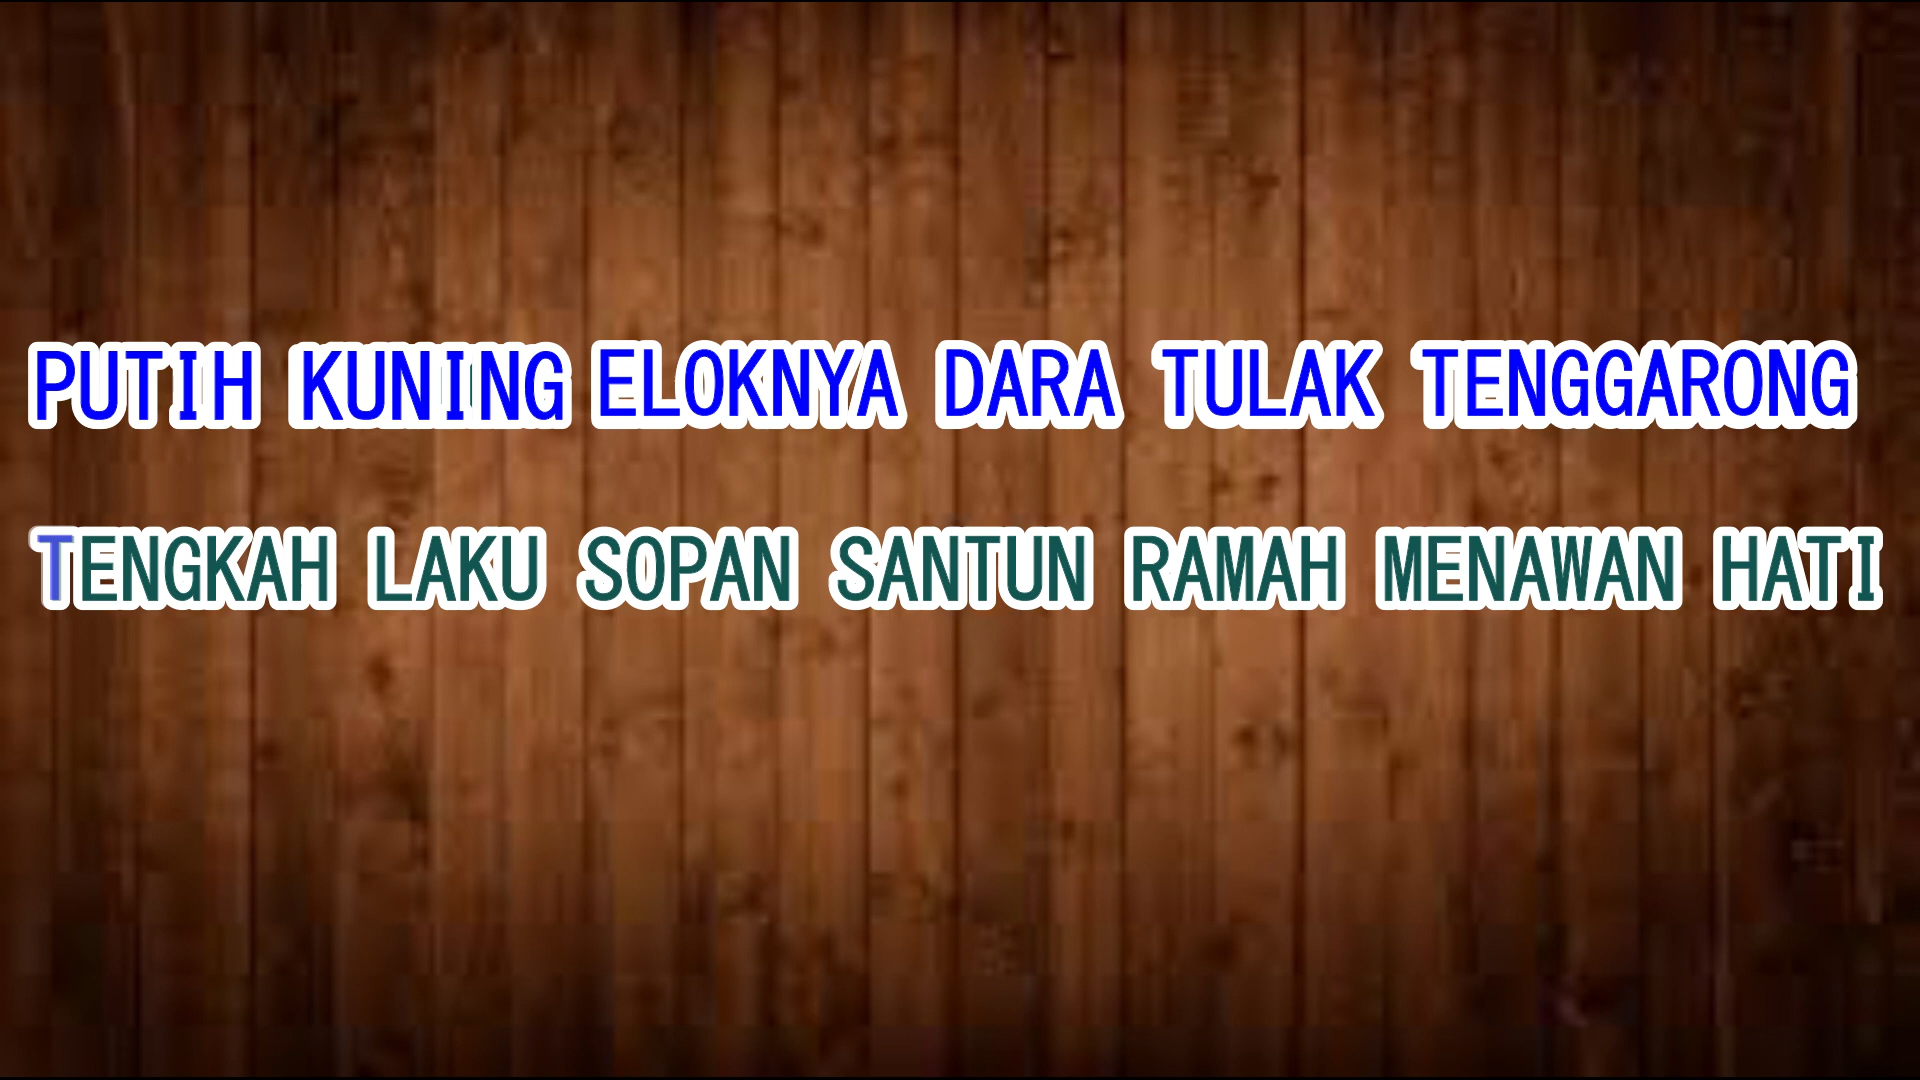 PUTIH KUNING ELOKNYA DARA TULAK TENGGARONG
TENGKAH LAKU SOPAN SANTUN RAMAH MENAWAN HATI